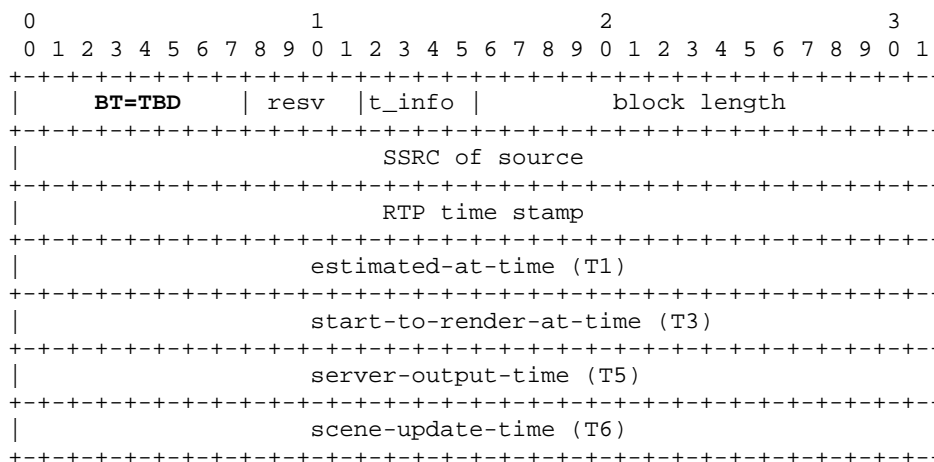 0                   1                   2                   3
 0 1 2 3 4 5 6 7 8 9 0 1 2 3 4 5 6 7 8 9 0 1 2 3 4 5 6 7 8 9 0 1
+-+-+-+-+-+-+-+-+-+-+-+-+-+-+-+-+-+-+-+-+-+-+-+-+-+-+-+-+-+-+-+-
|     BT=TBD    | resv  |t_info |         block length
+-+-+-+-+-+-+-+-+-+-+-+-+-+-+-+-+-+-+-+-+-+-+-+-+-+-+-+-+-+-+-+-
|                         SSRC of source
+-+-+-+-+-+-+-+-+-+-+-+-+-+-+-+-+-+-+-+-+-+-+-+-+-+-+-+-+-+-+-+-
|                         RTP time stamp
+-+-+-+-+-+-+-+-+-+-+-+-+-+-+-+-+-+-+-+-+-+-+-+-+-+-+-+-+-+-+-+-
|                    estimated-at-time (T1)
+-+-+-+-+-+-+-+-+-+-+-+-+-+-+-+-+-+-+-+-+-+-+-+-+-+-+-+-+-+-+-+-
|                    start-to-render-at-time (T3)
+-+-+-+-+-+-+-+-+-+-+-+-+-+-+-+-+-+-+-+-+-+-+-+-+-+-+-+-+-+-+-+-
|                    server-output-time (T5)
+-+-+-+-+-+-+-+-+-+-+-+-+-+-+-+-+-+-+-+-+-+-+-+-+-+-+-+-+-+-+-+-
|                    scene-update-time (T6)
+-+-+-+-+-+-+-+-+-+-+-+-+-+-+-+-+-+-+-+-+-+-+-+-+-+-+-+-+-+-+-+-